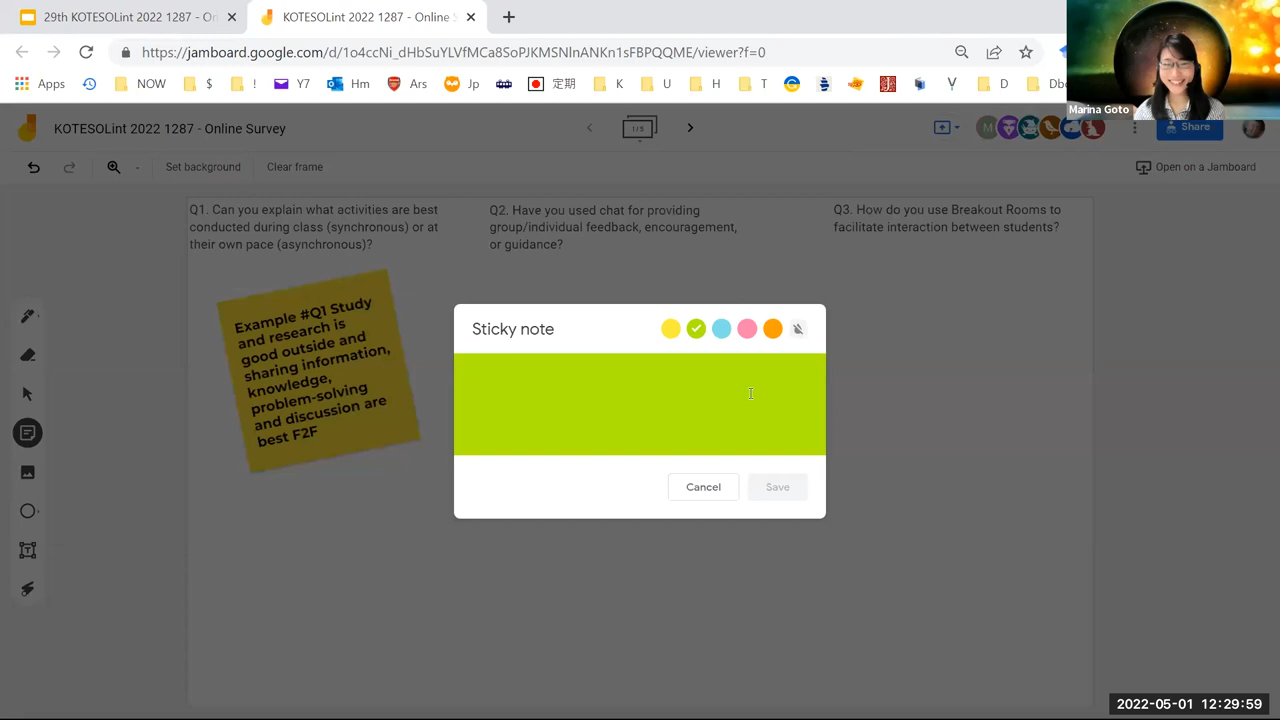 29th KOTESOLint 2022 1287 - On
KOTESOLint 2022 1287 - Online S
https://jamboard.google.com/d/1o4ccNi_dHbSuYLVfMCa8SoPJKMSNlnANKn1sFBPQQME/viewer?f=0
Apps NOW $ ! Y7 Hm Ars Jp 定期 K U H T V D Dbo
Marina Goto
KOTESOLint 2022 1287 - Online Survey
1/5
M
Share
Set background
Clear frame
Open on a Jamboard
Q1. Can you explain what activities are best
conducted during class (synchronous) or at
their own pace (asynchronous)?
Q2. Have you used chat for providing
group/individual feedback, encouragement,
or guidance?
Q3. How do you use Breakout Rooms to
facilitate interaction between students?
Example #Q1 Study
and research is
good outside and
sharing information,
knowledge,
problem-solving
and discussion are
best F2F
Sticky note
Cancel
Save
2022-05-01 12:29:59